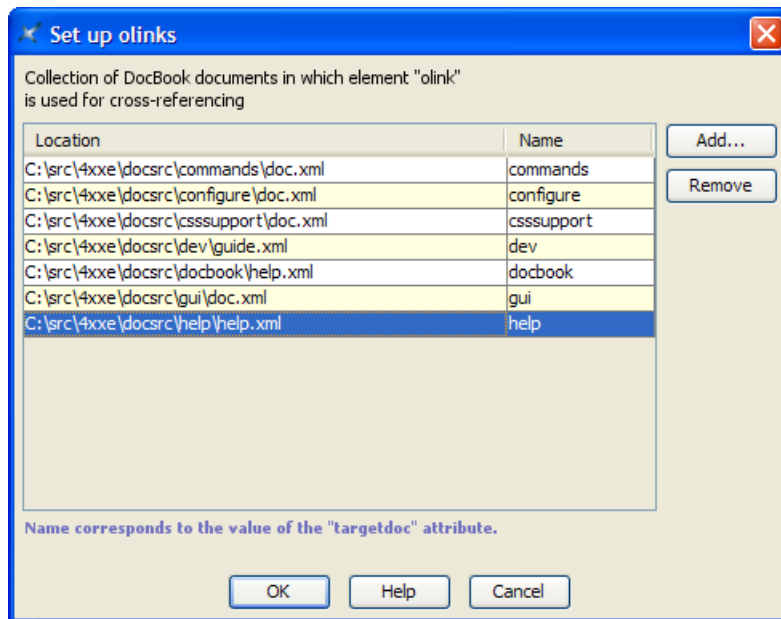 Set up olinks
Collection of DocBook documents in which element "olink"
is used for cross-referencing
Location Name
C:\src\4xxe\docsrc\commands\doc.xml commands
C:\src\4xxe\docsrc\configure\doc.xml configure
C:\src\4xxe\docsrc\csssupport\doc.xml csssupport
C:\src\4xxe\docsrc\dev\guide.xml dev
C:\src\4xxe\docsrc\docbook\help.xml docbook
C:\src\4xxe\docsrc\gui\doc.xml gui
C:\src\4xxe\docsrc\help\help.xml help
Add...
Remove
Name corresponds to the value of the "targetdoc" attribute.
OK Help Cancel